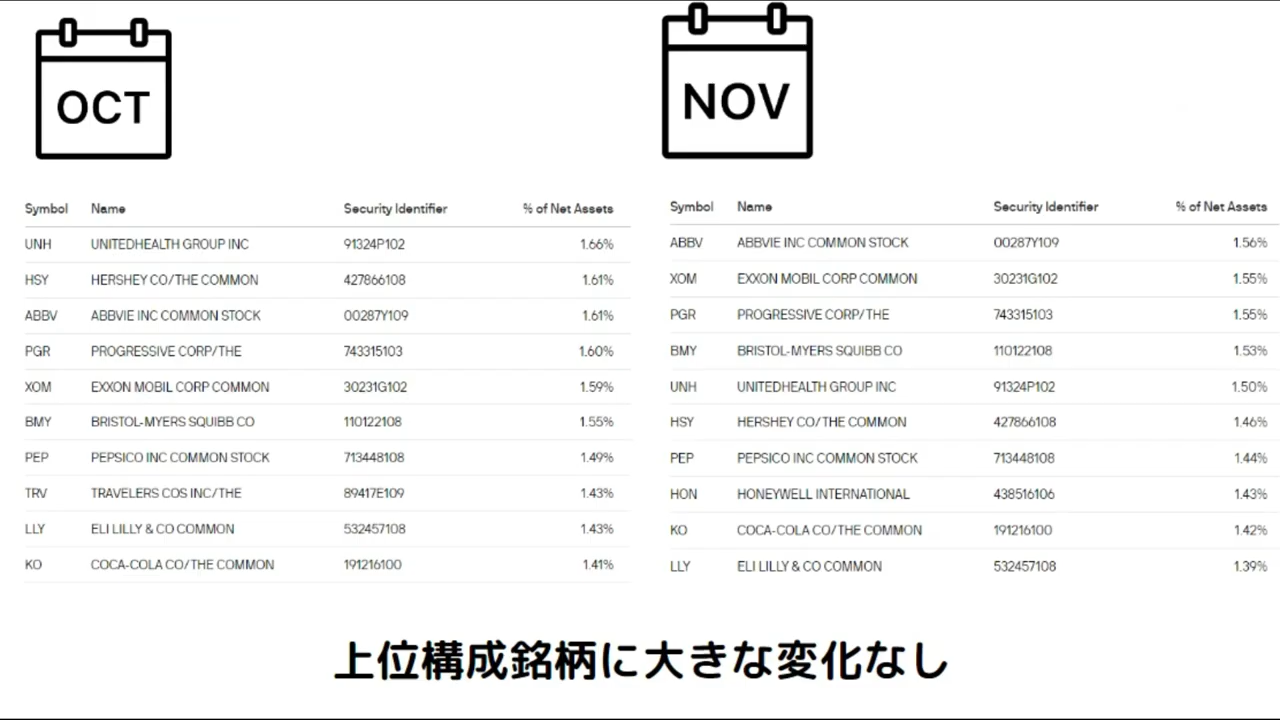 OCT
Symbol Name Security Identifier % of Net Assets
UNH UNITEDHEALTH GROUP INC 91324P102 1.66%
HSY HERSHEY CO/THE COMMON 427866108 1.61%
ABBV ABBVIE INC COMMON STOCK 00287Y109 1.61%
PGR PROGRESSIVE CORP/THE 743315103 1.60%
XOM EXXON MOBIL CORP COMMON 30231G102 1.59%
BMY BRISTOL-MYERS SQUIBB CO 110122108 1.55%
PEP PEPSICO INC COMMON STOCK 713448108 1.49%
TRV TRAVELERS COS INC/THE 89417E109 1.43%
LLY ELI LILLY & CO COMMON 532457108 1.43%
KO COCA-COLA CO/THE COMMON 191216100 1.41%
NOV
Symbol Name Security Identifier % of Net Assets
ABBV ABBVIE INC COMMON STOCK 00287Y109 1.56%
XOM EXXON MOBIL CORP COMMON 30231G102 1.55%
PGR PROGRESSIVE CORP/THE 743315103 1.55%
BMY BRISTOL-MYERS SQUIBB CO 110122108 1.53%
UNH UNITEDHEALTH GROUP INC 91324P102 1.50%
HSY HERSHEY CO/THE COMMON 427866108 1.46%
PEP PEPSICO INC COMMON STOCK 713448108 1.44%
HON HONEYWELL INTERNATIONAL 438516106 1.43%
KO COCA-COLA CO/THE COMMON 191216100 1.42%
LLY ELI LILLY & CO COMMON 532457108 1.39%
上位構成銘柄に大きな変化なし